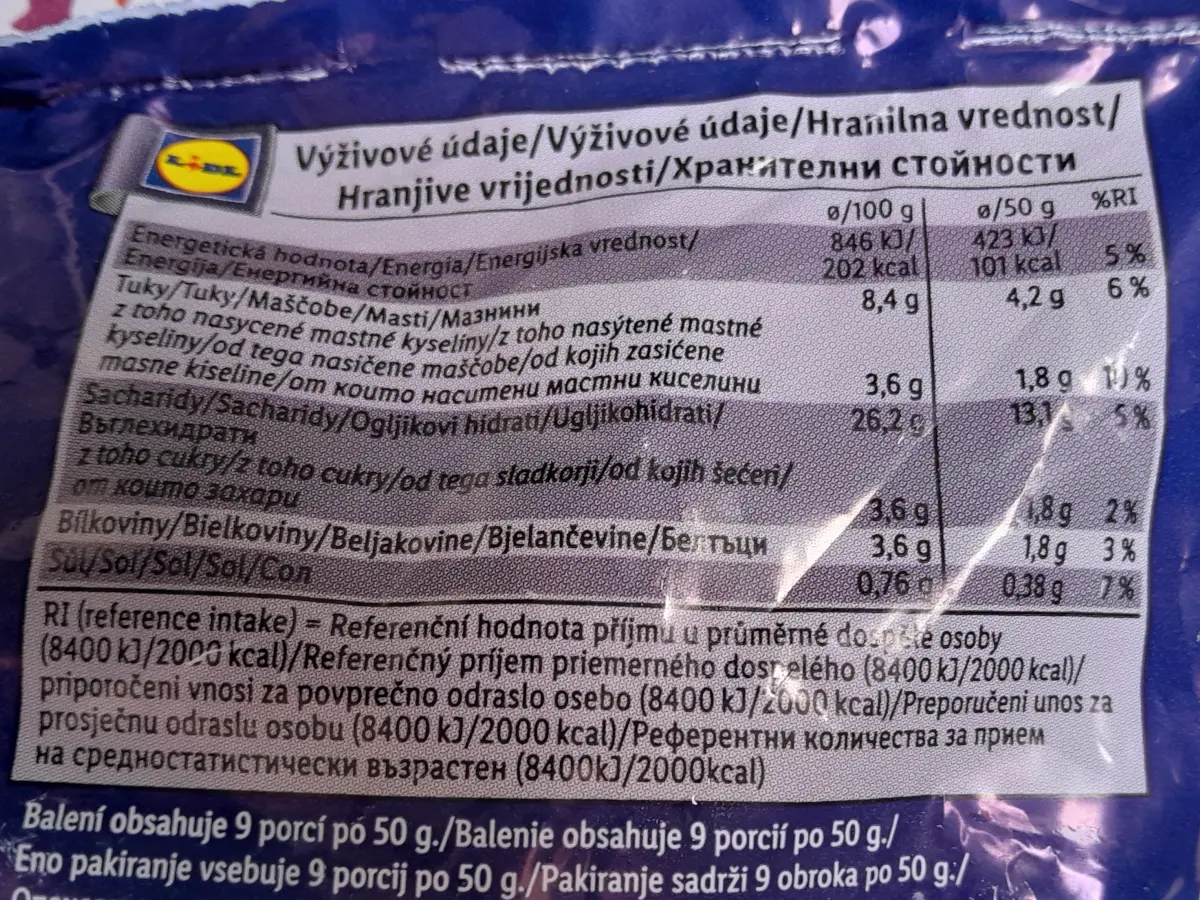 LIDL
Výživové údaje/Výživové údaje/Hranilna vrednost/
Hranjive vrijednosti/Хранителни стойности
ø/100 g ø/50 g %RI
Energetická hodnota/Energia/Energijska vrednost/
Energija/Енергийна стойност
846 kJ/ 423 kJ/
202 kcal 101 kcal 5 %
Tuky/Tuky/Maščobe/Masti/Мазнини 8,4 g 4,2 g 6 %
z toho nasycené mastné kyseliny/z toho nasýtené mastné
kyseliny/od tega nasičene maščobe/od kojih zasićene
masne kiseline/от които наситени мастни киселини 3,6 g 1,8 g 10 %
Sacharidy/Sacharidy/Ogljikovi hidrati/Ugljikohidrati/ 26,2 g 13,1 g 5 %
Въглехидрати
z toho cukry/z toho cukry/od tega sladkorji/od kojih šećeri/
от които захари 3,6 g 1,8 g 2 %
Bílkoviny/Bielkoviny/Beljakovine/Bjelančevine/Белтъци 3,6 g 1,8 g 3 %
Sůl/Soľ/Sol/Sol/Сол 0,76 g 0,38 g 7 %
RI (reference intake) = Referenční hodnota příjmu u průměrné dospělé osoby
(8400 kJ/2000 kcal)/Referenčný príjem priemerného dospelého (8400 kJ/2000 kcal)/
priporočeni vnosi za povprečno odraslo osebo (8400 kJ/2000 kcal)/Preporučeni unos za
prosječnu odraslu osobu (8400 kJ/2000 kcal)/Референтни количества за прием
на средностатистически възрастен (8400kJ/2000kcal)
Balení obsahuje 9 porcí po 50 g./Balenie obsahuje 9 porcií po 50 g./
Eno pakiranje vsebuje 9 porcij po 50 g./Pakiranje sadrži 9 obroka po 50 g./